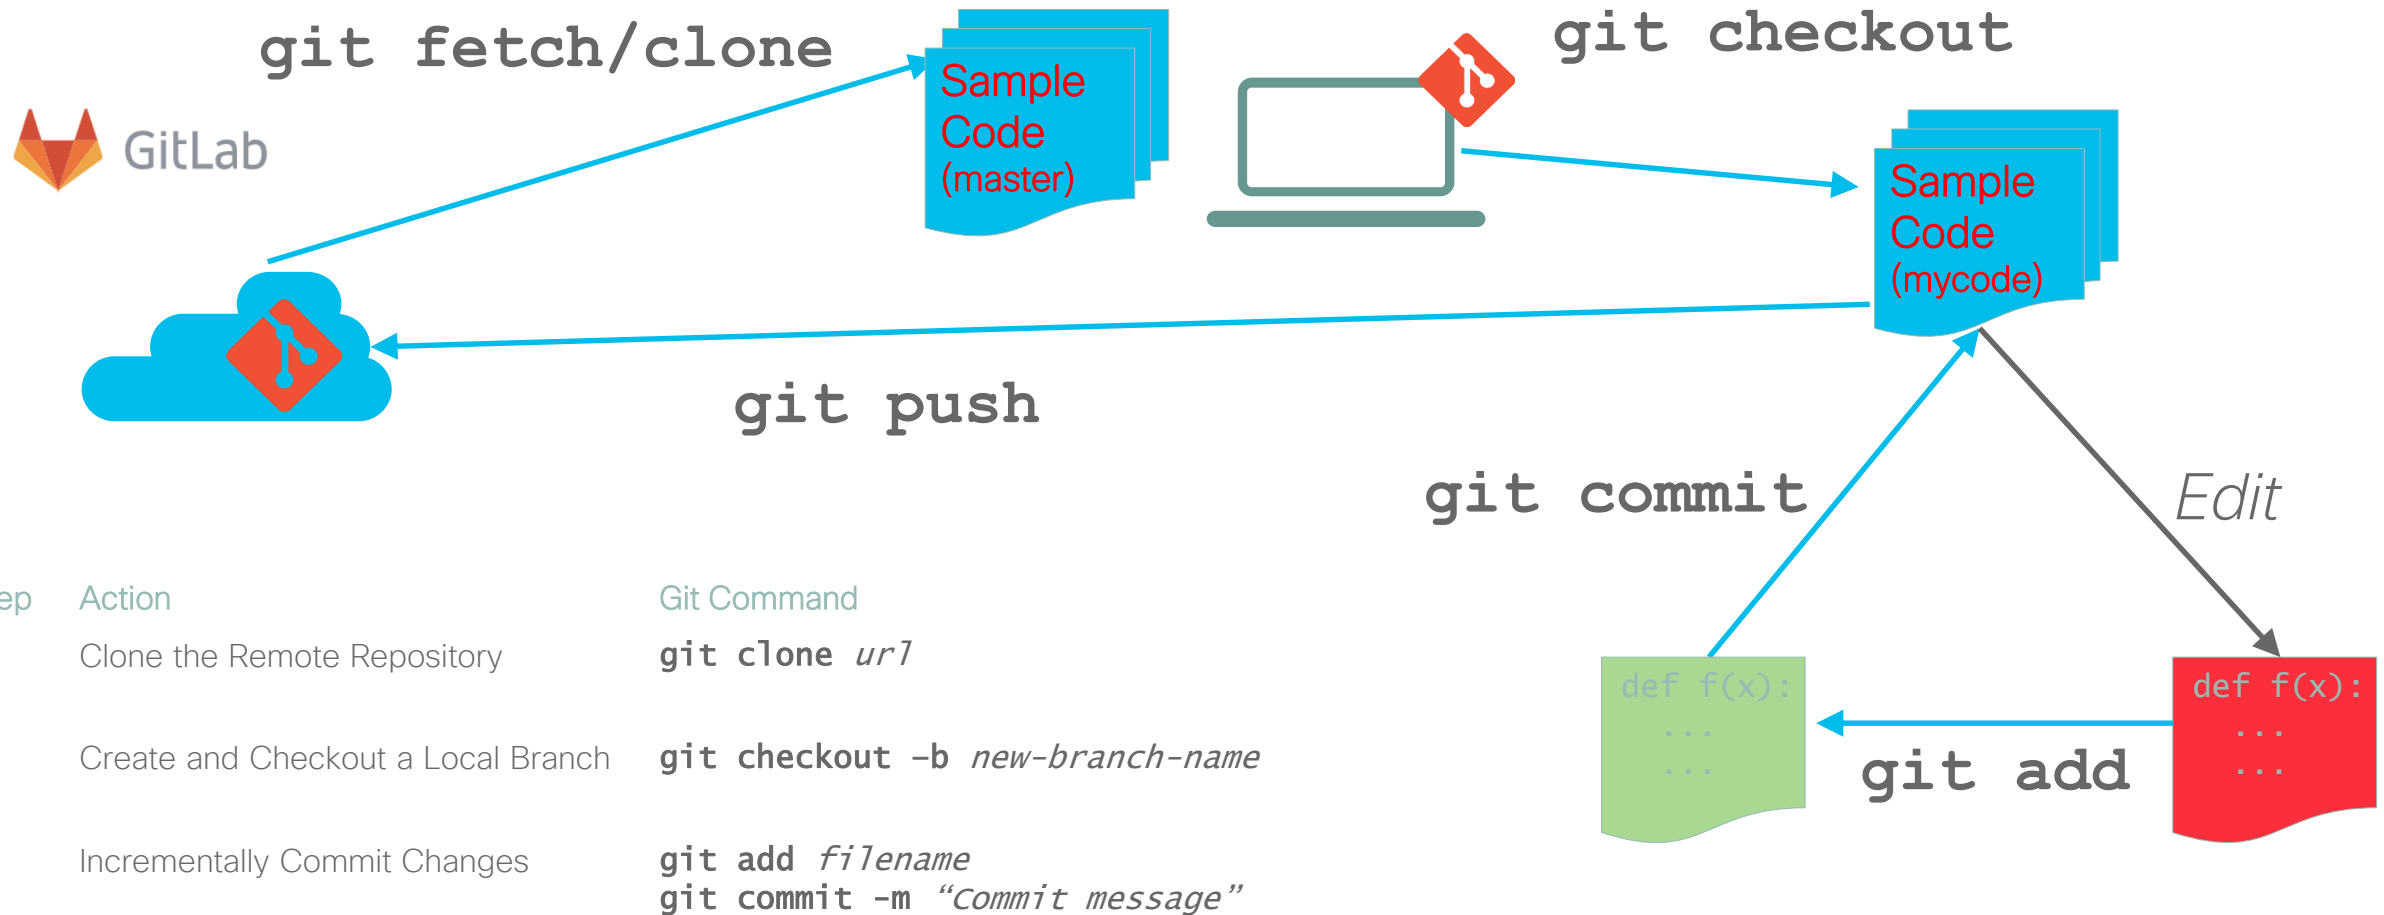 git fetch/clone
git checkout
GitLab
Sample
Code
(master)
Sample
Code
(mycode)
git push
git commit
Edit
def f(x):
...
...
git add
def f(x):
...
...
ep Action Git Command
Clone the Remote Repository git clone url
Create and Checkout a Local Branch git checkout –b new-branch-name
Incrementally Commit Changes git add filename
git commit -m “Commit message”